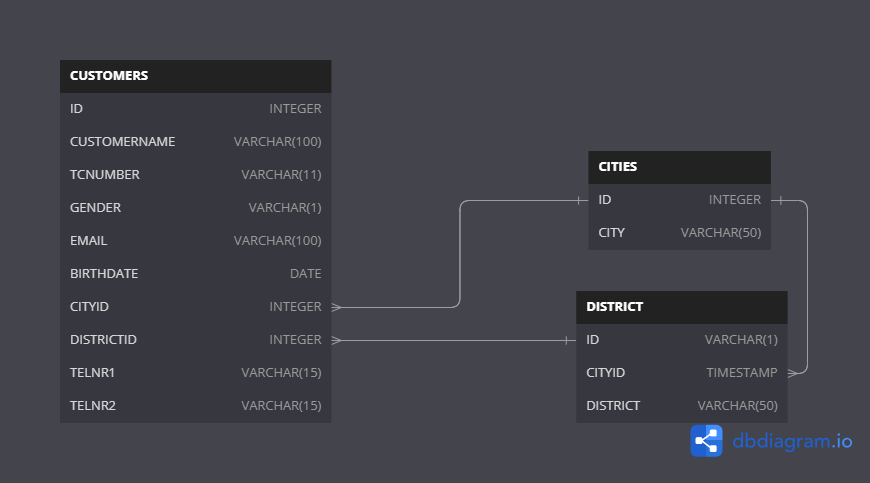 CUSTOMERS
ID INTEGER
CUSTOMERNAME VARCHAR(100)
TCNUMBER VARCHAR(11)
GENDER VARCHAR(1)
EMAIL VARCHAR(100)
BIRTHDATE DATE
CITYID INTEGER
DISTRICTID INTEGER
TELNR1 VARCHAR(15)
TELNR2 VARCHAR(15)
CITIES
ID INTEGER
CITY VARCHAR(50)
DISTRICT
ID VARCHAR(1)
CITYID TIMESTAMP
DISTRICT VARCHAR(50)
dbdiagram.io